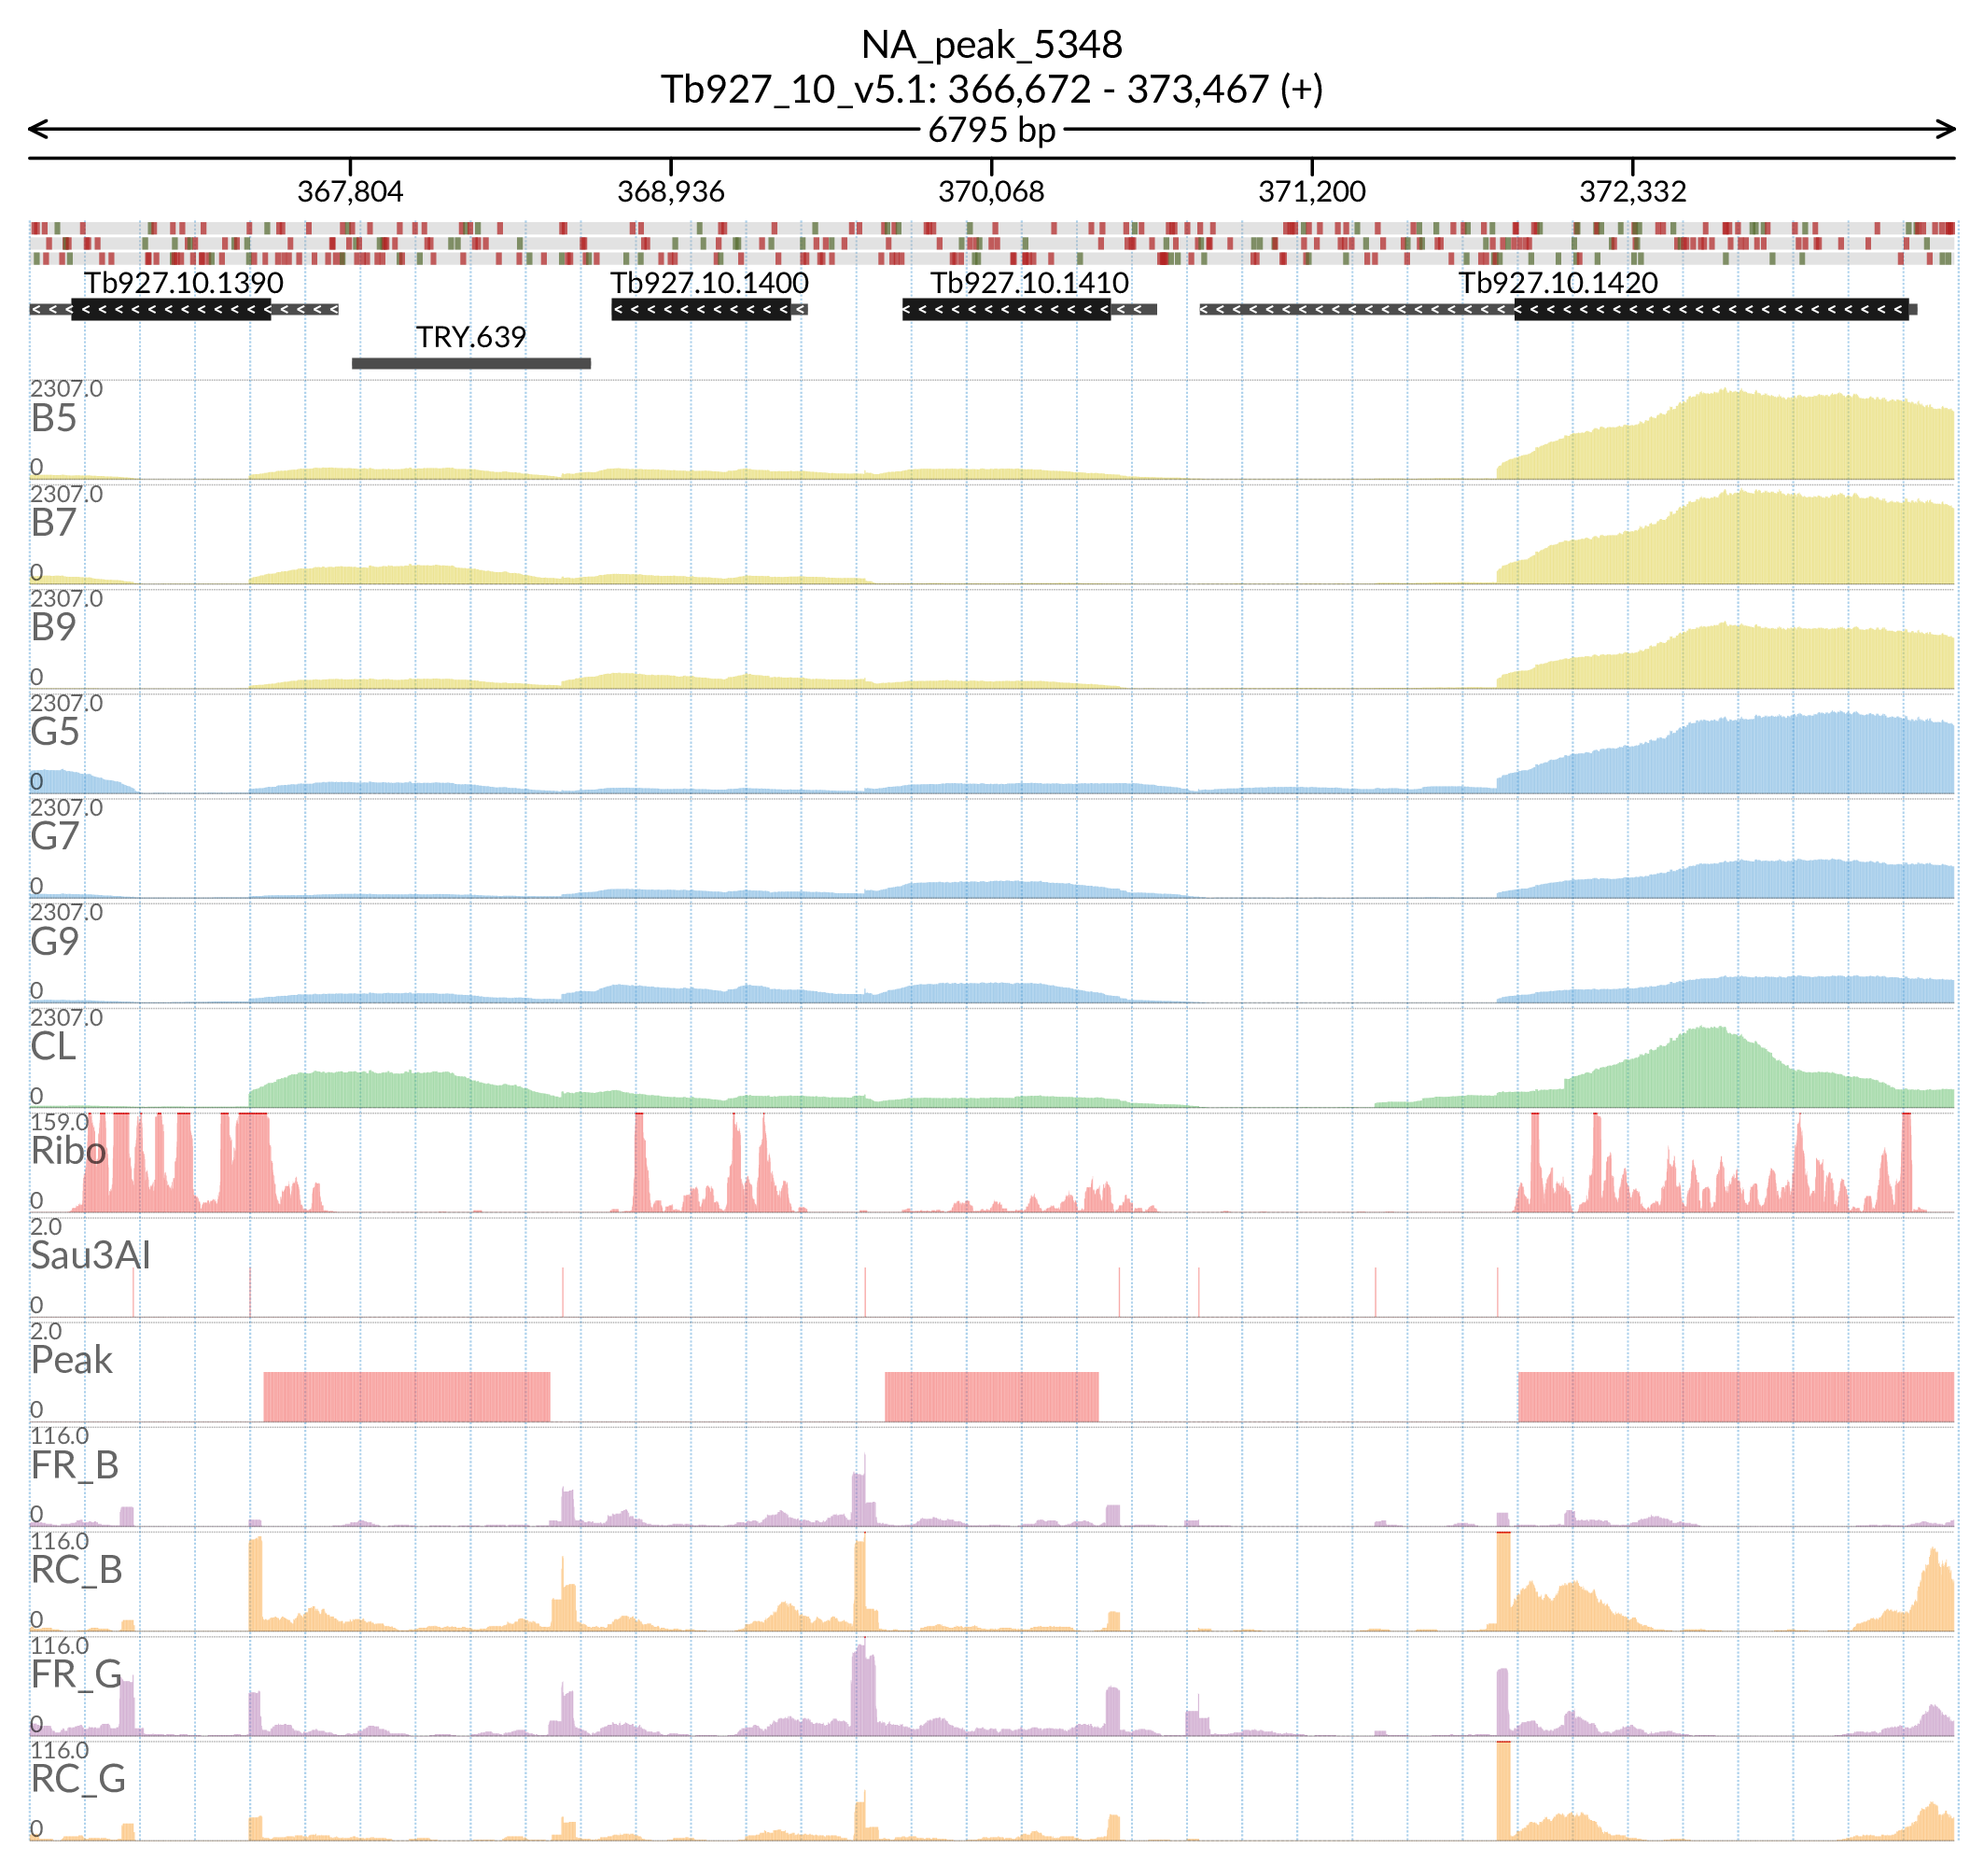 NA_peak_5348
Tb927_10_v5.1: 366,672 - 373,467 (+)
6795 bp
367,804 368,936 370,068 371,200 372,332
Tb927.10.1390 Tb927.10.1400 Tb927.10.1410 Tb927.10.1420
TRY.639
2307.0
B5
0
2307.0
B7
0
2307.0
B9
0
2307.0
G5
0
2307.0
G7
0
2307.0
G9
0
2307.0
CL
0
159.0
Ribo
0
2.0
Sau3AI
0
2.0
Peak
0
116.0
FR_B
0
116.0
RC_B
0
116.0
FR_G
0
116.0
RC_G
0